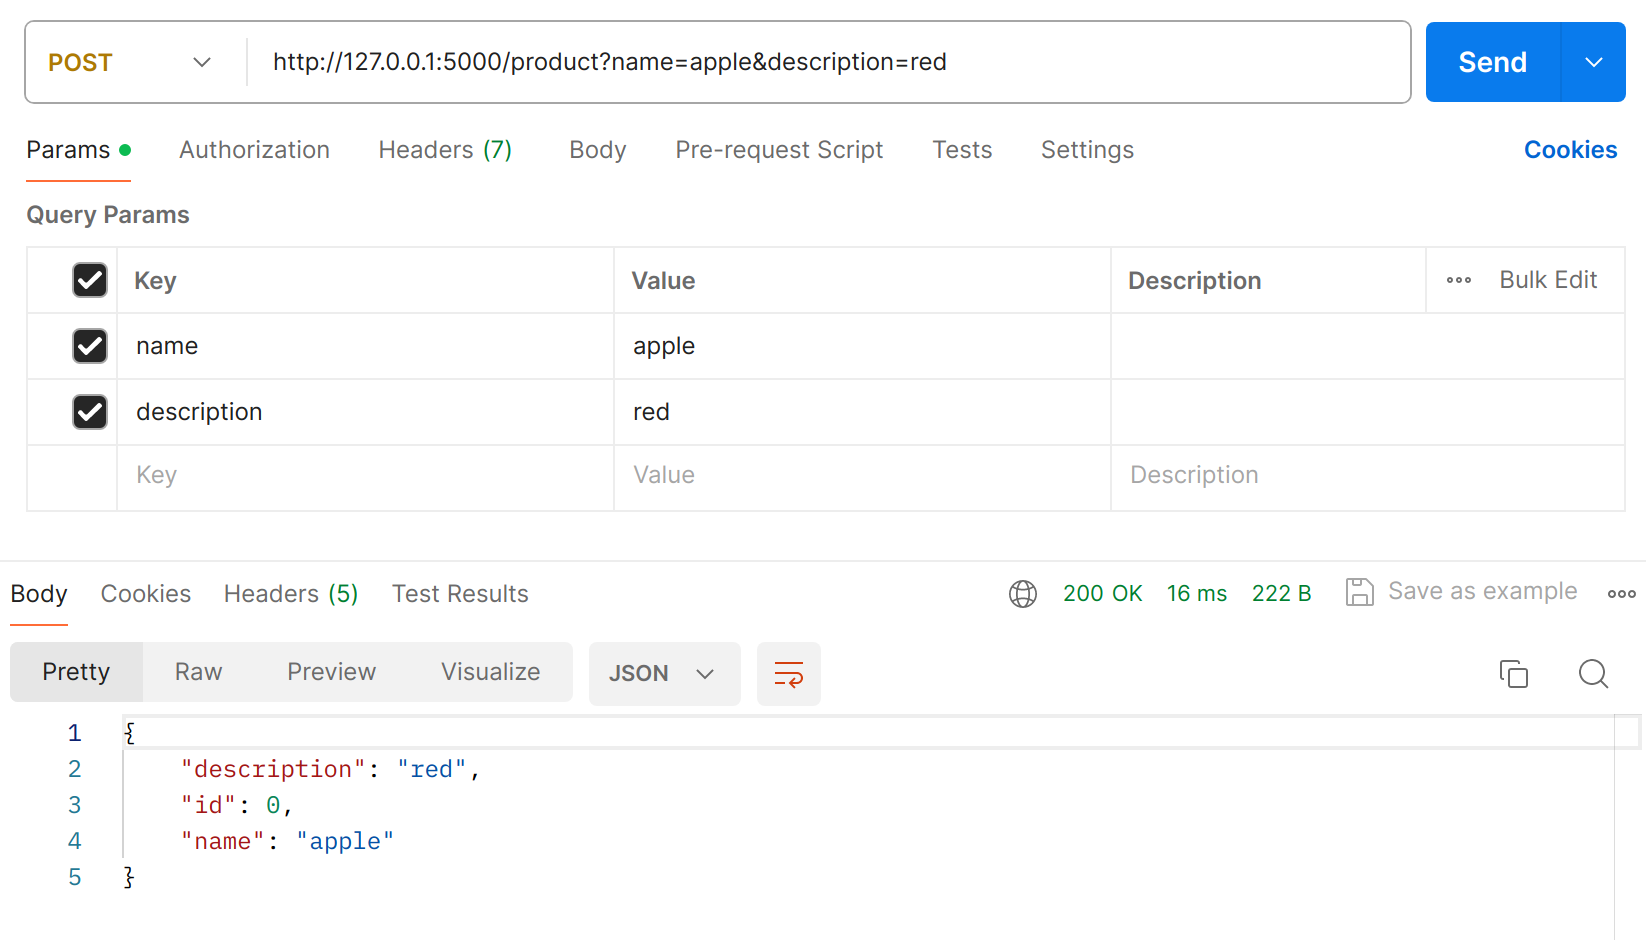 POST http://127.0.0.1:5000/product?name=apple&description=red Send
Params Authorization Headers (7) Body Pre-request Script Tests Settings Cookies
Query Params
Key Value Description Bulk Edit
name apple
description red
Key Value Description
Body Cookies Headers (5) Test Results 200 OK 16 ms 222 B Save as example
Pretty Raw Preview Visualize JSON
1 {
2 "description": "red",
3 "id": 0,
4 "name": "apple"
5 }